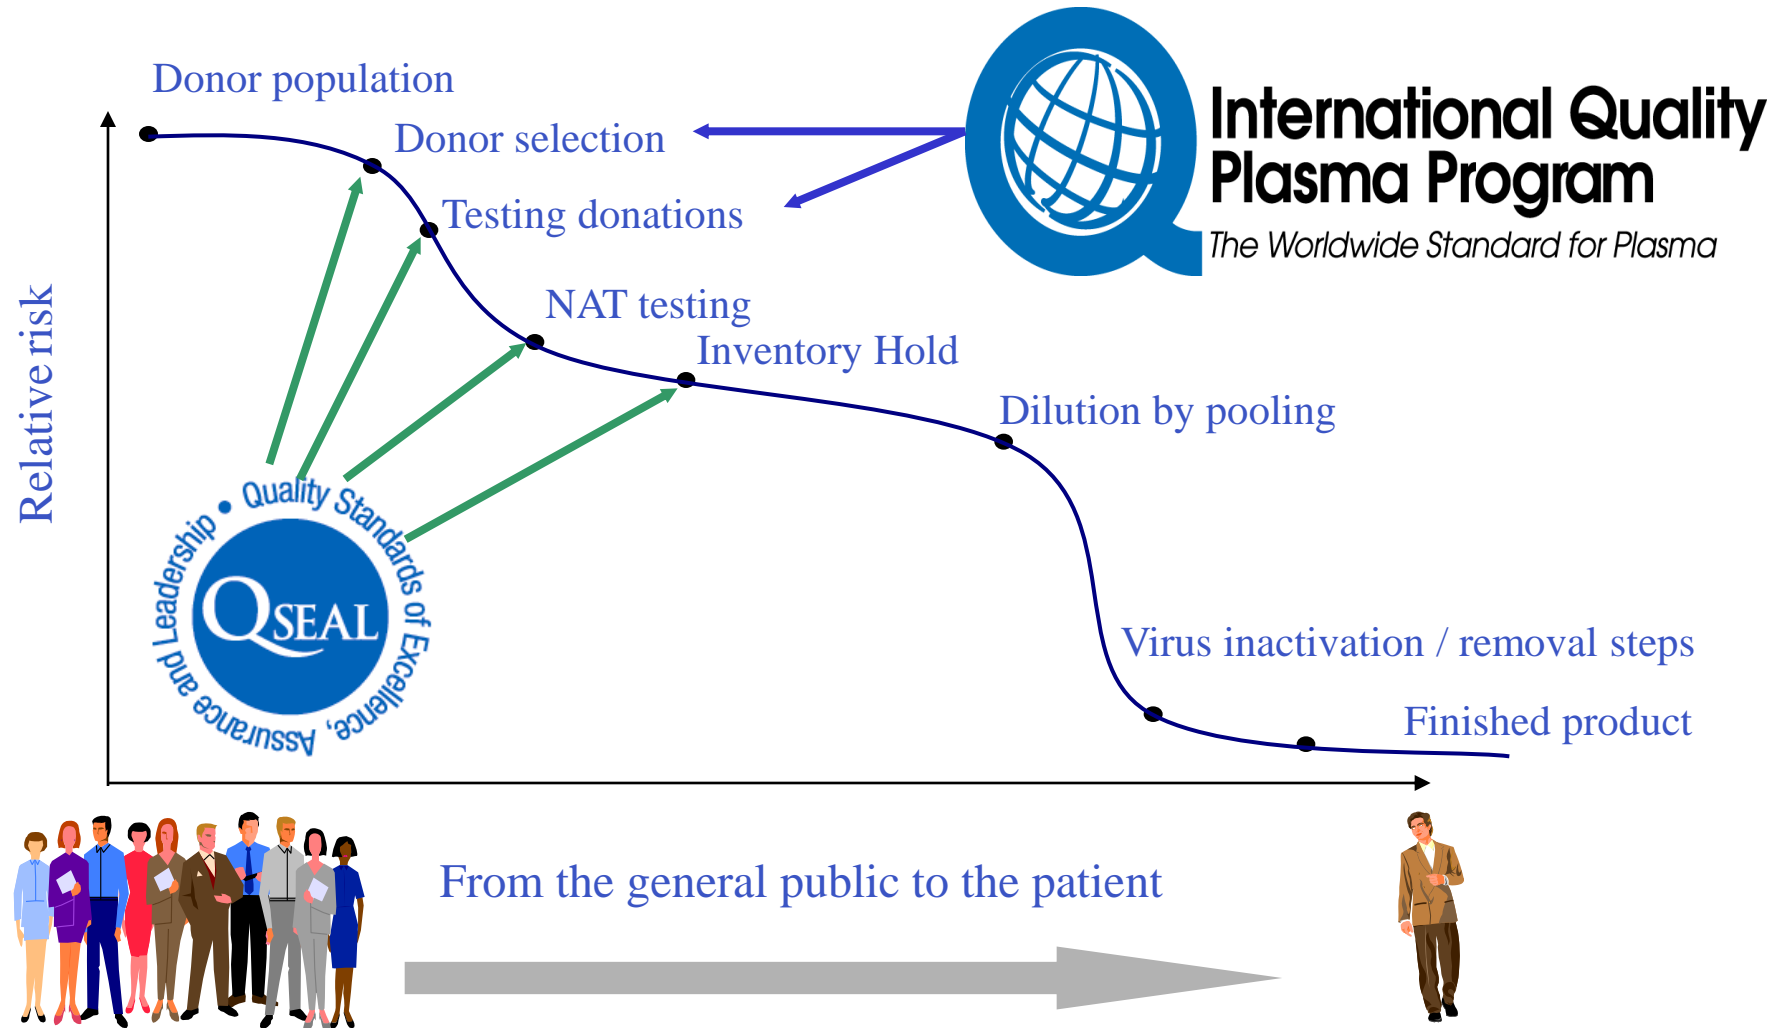 Donor population
Donor selection
Testing donations
NAT testing
Inventory Hold
Dilution by pooling
Virus inactivation / removal steps
Finished product
Relative risk
International Quality
Plasma Program
The Worldwide Standard for Plasma
Quality Standards of Excellence, Assurance and Leadership •
QSEAL
From the general public to the patient